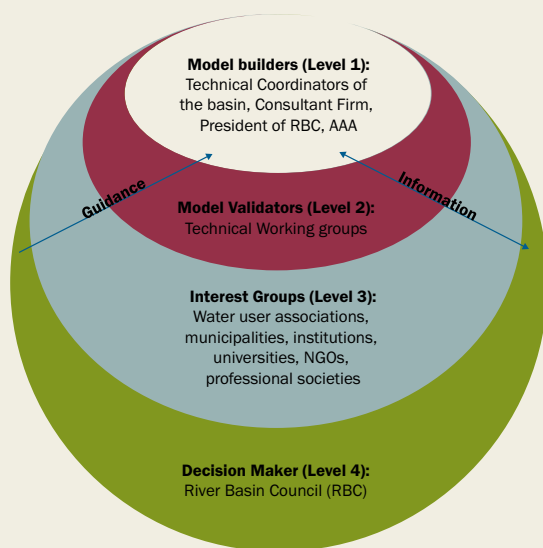 Model builders (Level 1):
Technical Coordinators of
the basin, Consultant Firm,
President of RBC, AAA
Guidance
Information
Model Validators (Level 2):
Technical Working groups
Interest Groups (Level 3):
Water user associations,
municipalities, institutions,
universities, NGOs,
professional societies
Decision Maker (Level 4):
River Basin Council (RBC)